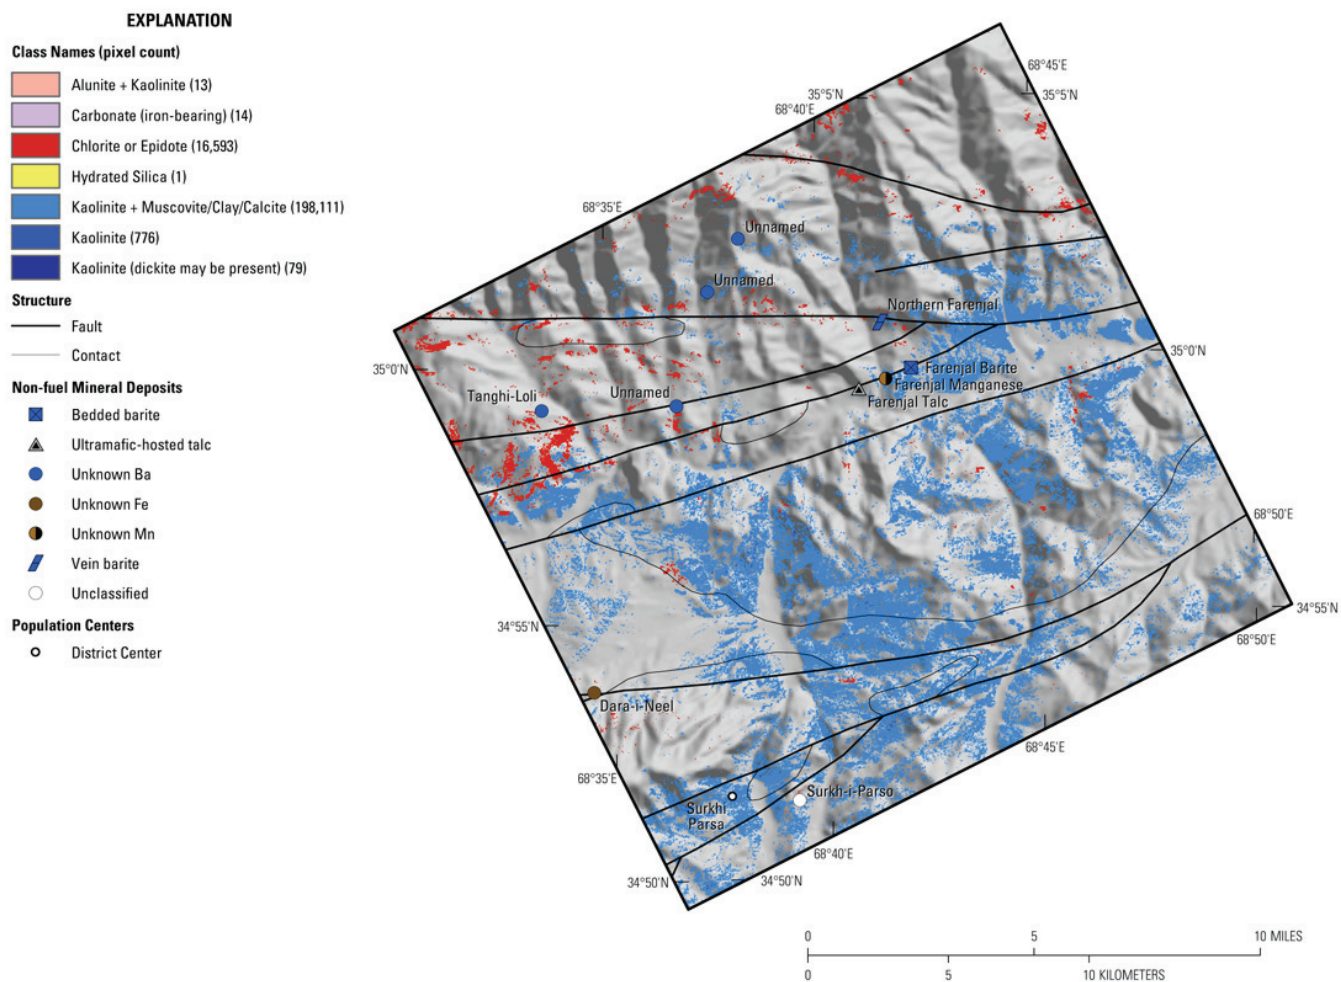 EXPLANATION
Class Names (pixel count)
Alunite + Kaolinite (13)
Carbonate (iron-bearing) (14)
Chlorite or Epidote (16,593)
Hydrated Silica (1)
Kaolinite + Muscovite/Clay/Calcite (198,111)
Kaolinite (776)
Kaolinite (dickite may be present) (79)
Structure
Fault
Contact
Non-fuel Mineral Deposits
Bedded barite
Ultramafic-hosted talc
Unknown Ba
Unknown Fe
Unknown Mn
Vein barite
Unclassified
Population Centers
District Center
68°45'E
35°5'N
35°5'N
68°40'E
68°35'E
Unnamed
Unnamed
Northern Farenjal
35°0'N
35°0'N
Farenjal Barite
Farenjal Manganese
Farenjal Talc
Tanghi-Loli
Unnamed
68°50'E
34°55'N
34°55'N
68°50'E
Dara-i-Neel
68°45'E
68°35'E
Surkh-i-Parso
Surkhi
Parsa
68°40'E
34°50'N
34°50'N
0 5 10 MILES
0 5 10 KILOMETERS